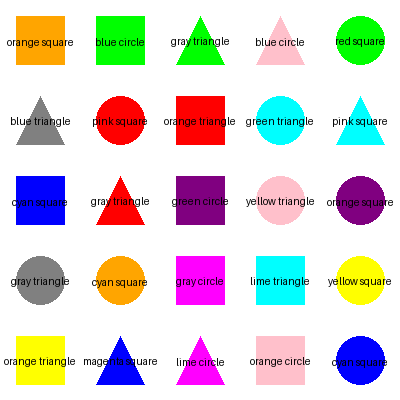 orange square blue circle gray triangle blue circle red square
blue triangle pink square orange triangle green triangle pink square
cyan square gray triangle green circle yellow triangle orange square
gray triangle cyan square gray circle lime triangle yellow square
orange triangle magenta square lime circle orange circle cyan square